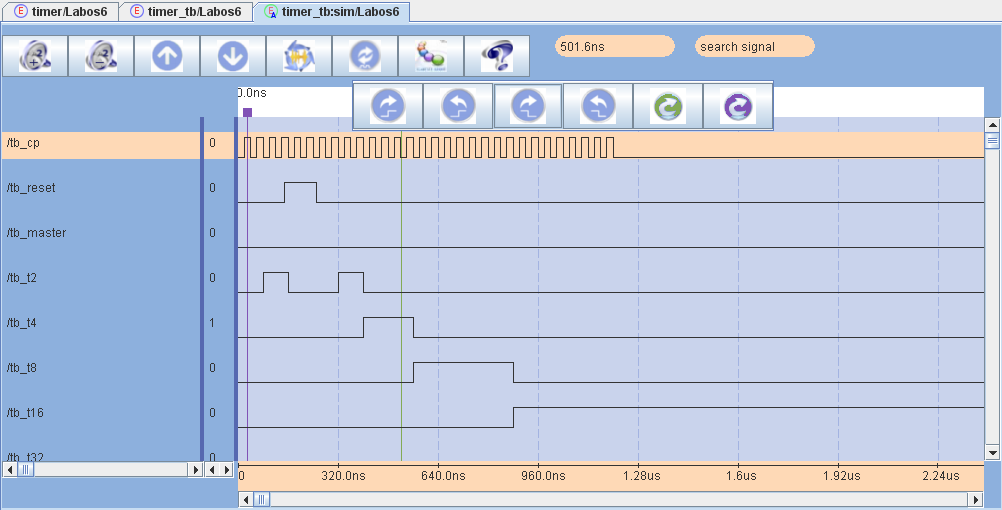 timer/Labos6 timer_tb/Labos6 timer_tb:sim/Labos6
501.6ns search signal
0.0ns
/tb_cp 0
/tb_reset 0
/tb_master 0
/tb_t2 0
/tb_t4 1
/tb_t8 0
/tb_t16 0
/tb_t32 0
0 320.0ns 640.0ns 960.0ns 1.28us 1.6us 1.92us 2.24us